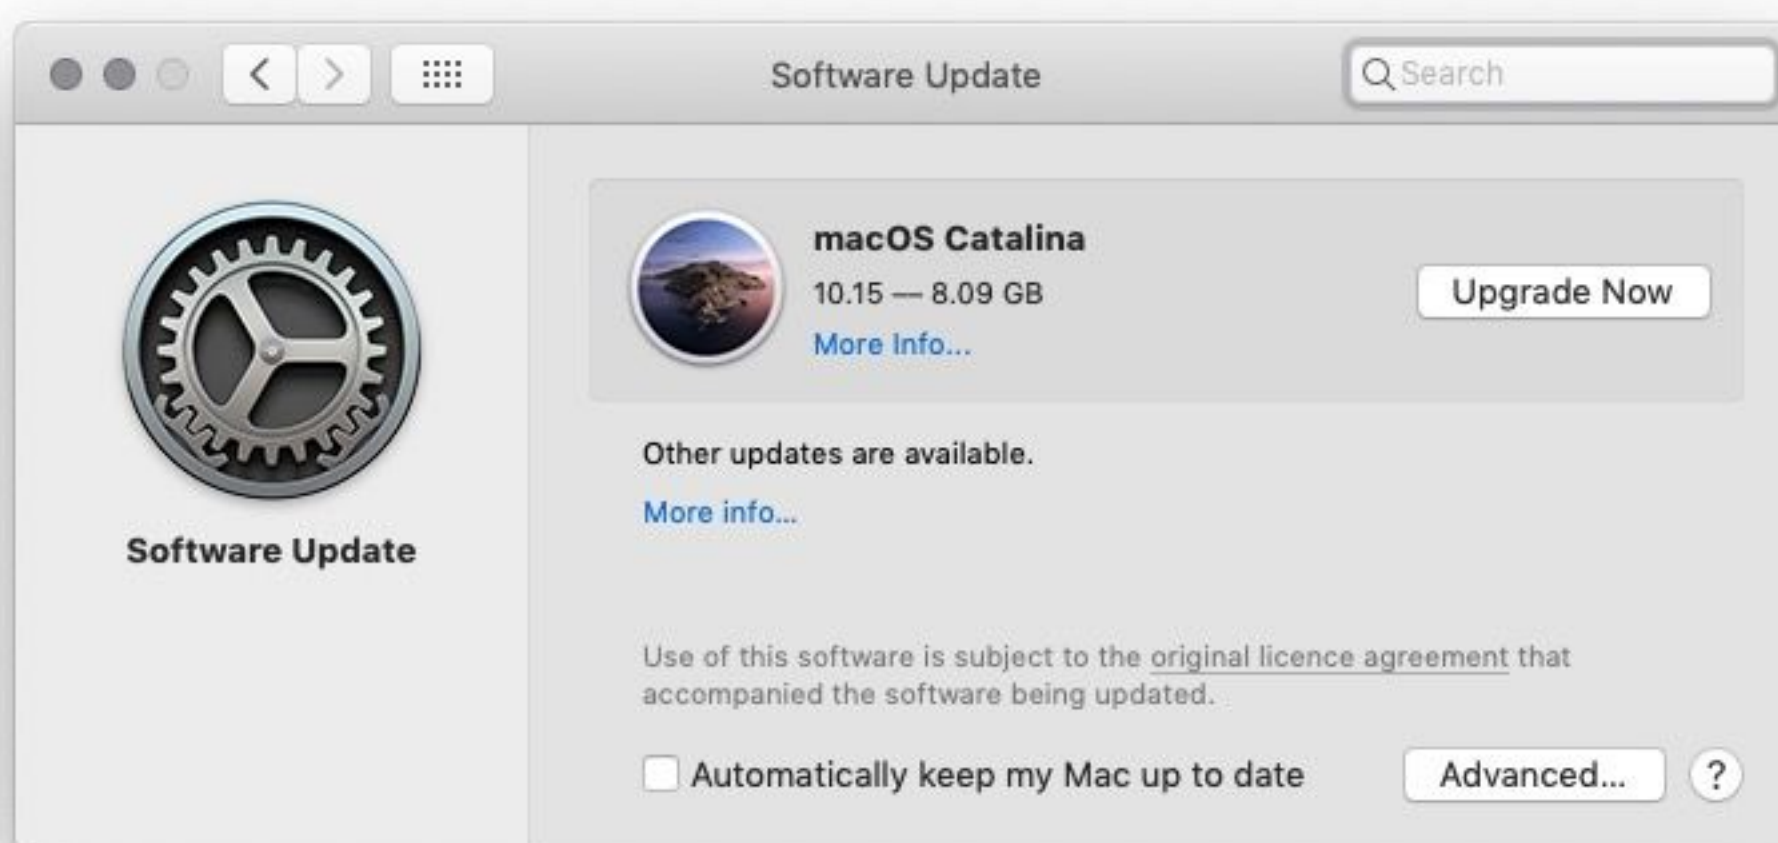 Software Update
Search
Software Update
macOS Catalina
10.15 — 8.09 GB
More Info...
Upgrade Now
Other updates are available.
More info...
Use of this software is subject to the original licence agreement that
accompanied the software being updated.
Automatically keep my Mac up to date
Advanced...
?